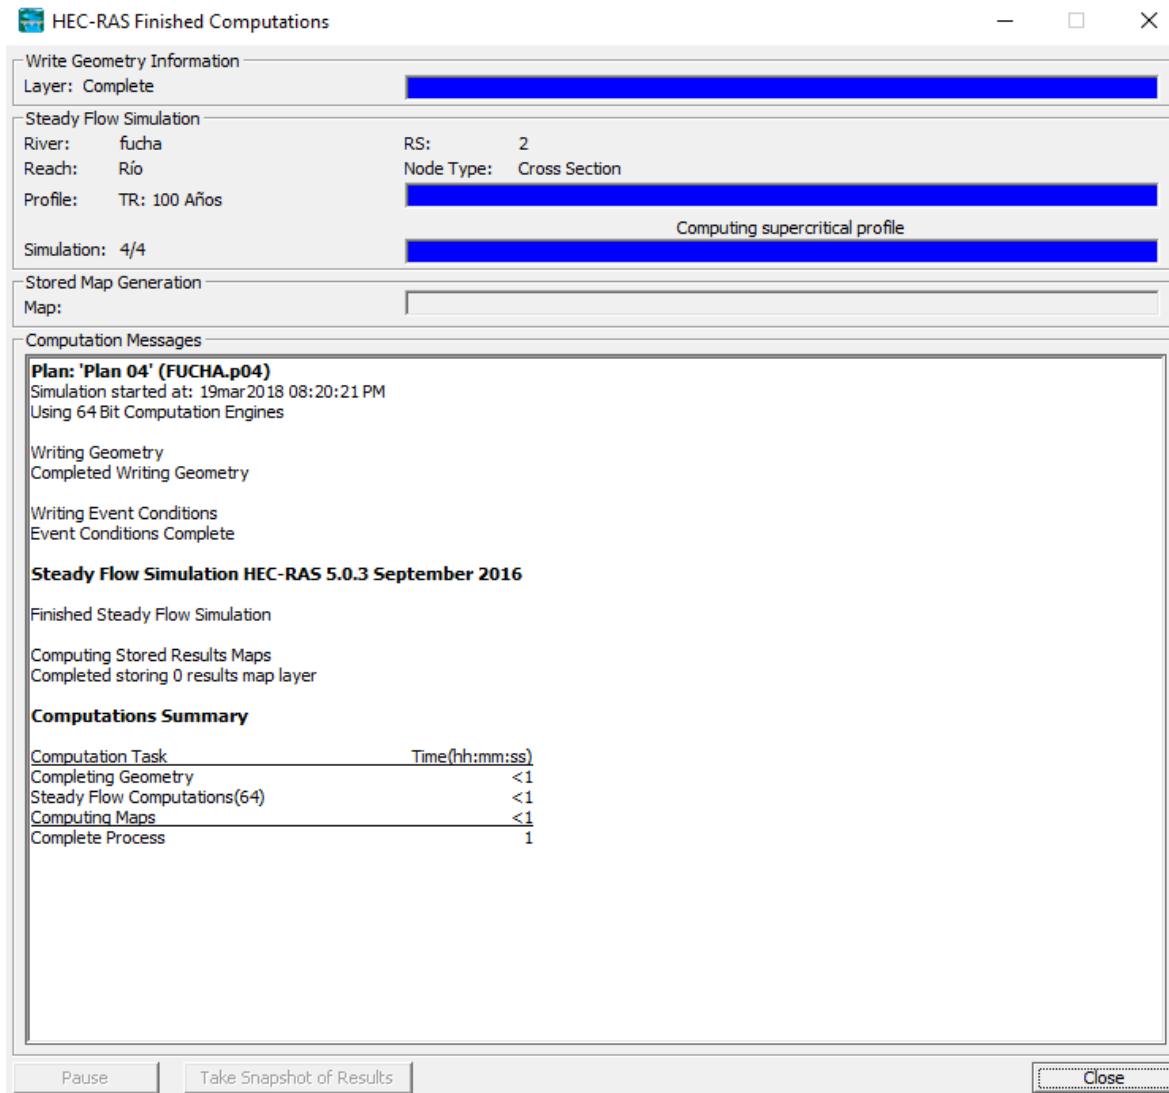 HEC-RAS Finished Computations
Write Geometry Information
Layer: Complete
Steady Flow Simulation
River: fucha RS: 2
Reach: Río Node Type: Cross Section
Profile: TR: 100 Años
Computing supercritical profile
Simulation: 4/4
Stored Map Generation
Map:
Computation Messages
Plan: 'Plan 04' (FUCHA.p04)
Simulation started at: 19mar2018 08:20:21 PM
Using 64 Bit Computation Engines
Writing Geometry
Completed Writing Geometry
Writing Event Conditions
Event Conditions Complete
Steady Flow Simulation HEC-RAS 5.0.3 September 2016
Finished Steady Flow Simulation
Computing Stored Results Maps
Completed storing 0 results map layer
Computations Summary
Computation Task Time(hh:mm:ss)
Completing Geometry <1
Steady Flow Computations(64) <1
Computing Maps <1
Complete Process 1
Pause Take Snapshot of Results Close